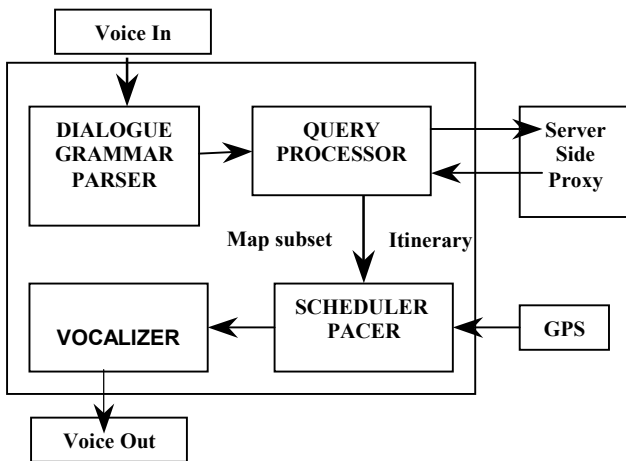 Voice In
DIALOGUE
GRAMMAR
PARSER
QUERY
PROCESSOR
Server
Side
Proxy
Map subset
Itinerary
VOCALIZER
SCHEDULER
PACER
GPS
Voice Out